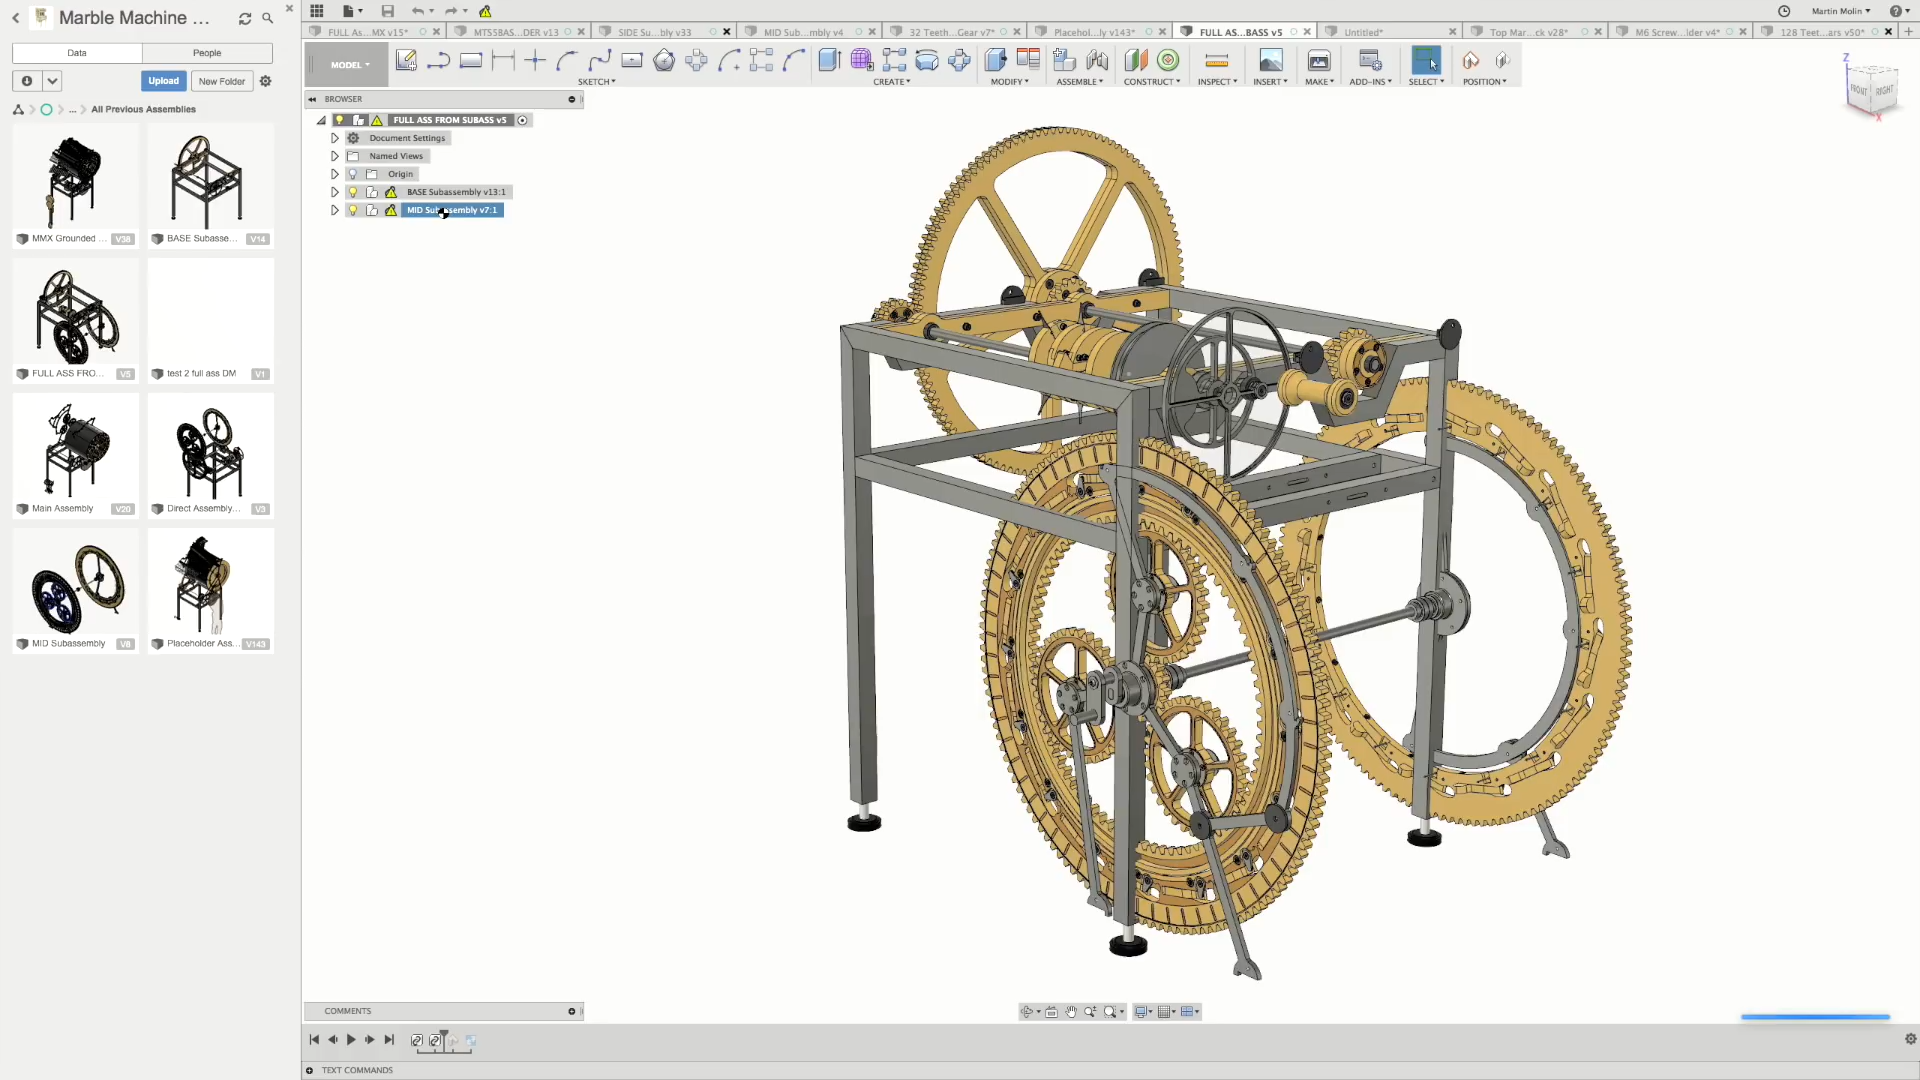 Marble Machine ...
Martin Molin
FULL As...MX v15*
MTS5BAS...DER v13
SIDE Su...bly v33
MID Sub...mbly v4
32 Teeth...Gear v7*
Placehol...ly v143*
FULL AS...BASS v5
Untitled*
Top Mar...ck v28*
M6 Screw...lder v4*
128 Teet...ars v50*
Data
People
MODEL
SKETCH
CREATE
MODIFY
ASSEMBLE
CONSTRUCT
INSPECT
INSERT
MAKE
ADD-INS
SELECT
POSITION
Upload
New Folder
... All Previous Assemblies
BROWSER
FULL ASS FROM SUBASS v5
Document Settings
Named Views
Origin
BASE Subassembly v13:1
MID Subassembly v7:1
Z
FRONT
RIGHT
X
MMX Grounded ...
V38
BASE Subasse...
V14
FULL ASS FRO...
V5
test 2 full ass DM
V1
Main Assembly
V20
Direct Assembly...
V3
MID Subassembly
V8
Placeholder Ass...
V143
COMMENTS
TEXT COMMANDS